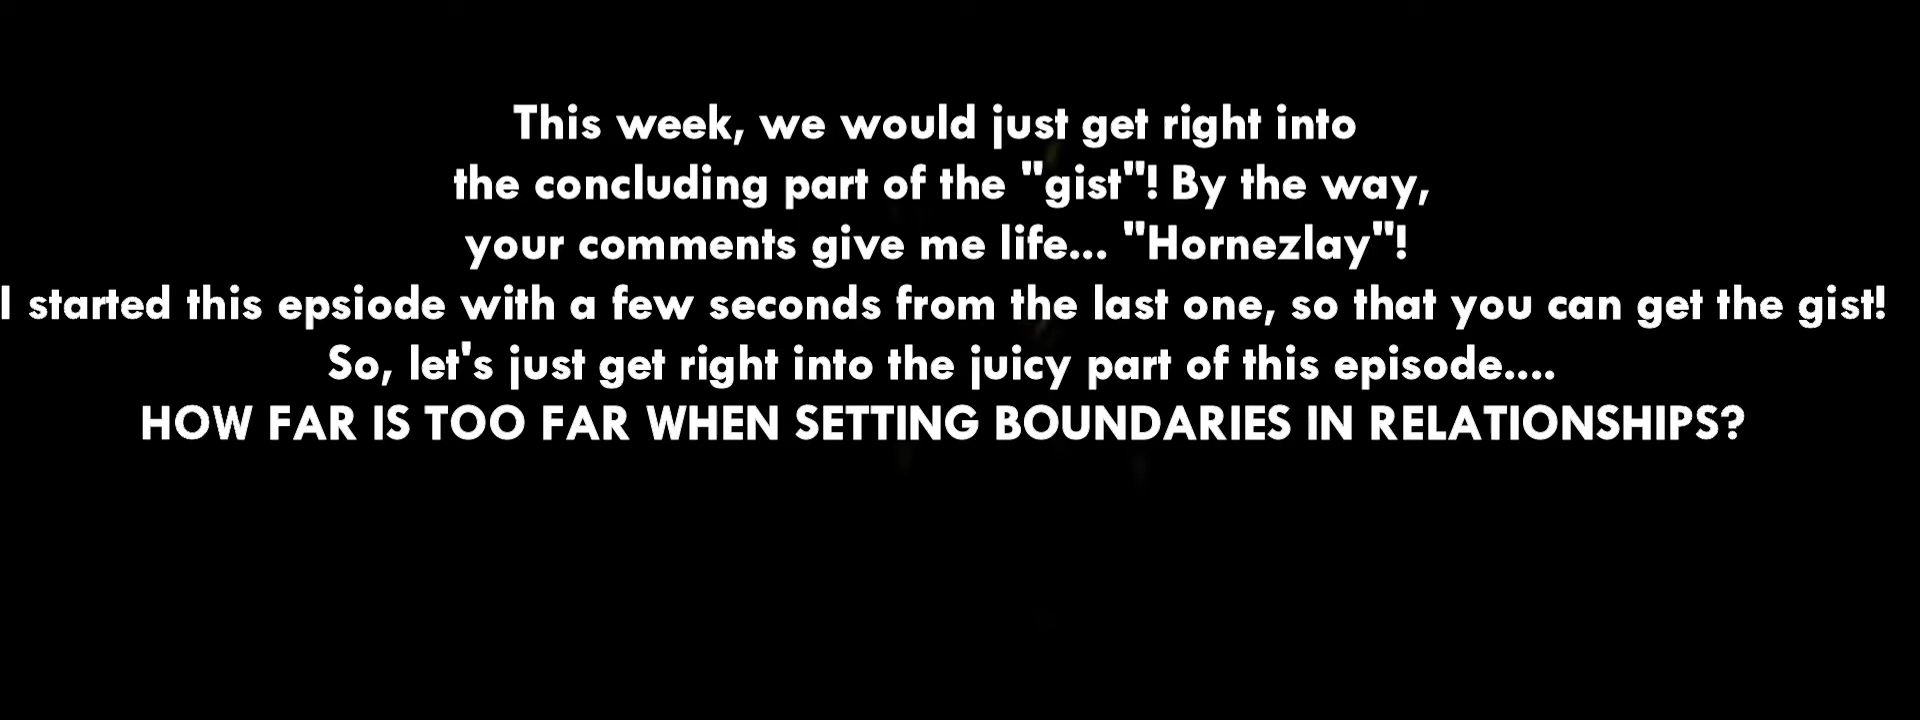 This week, we would just get right into
the concluding part of the "gist"! By the way,
your comments give me life... "Hornezlay"!
I started this epsiode with a few seconds from the last one, so that you can get the gist!
So, let's just get right into the juicy part of this episode....
HOW FAR IS TOO FAR WHEN SETTING BOUNDARIES IN RELATIONSHIPS?